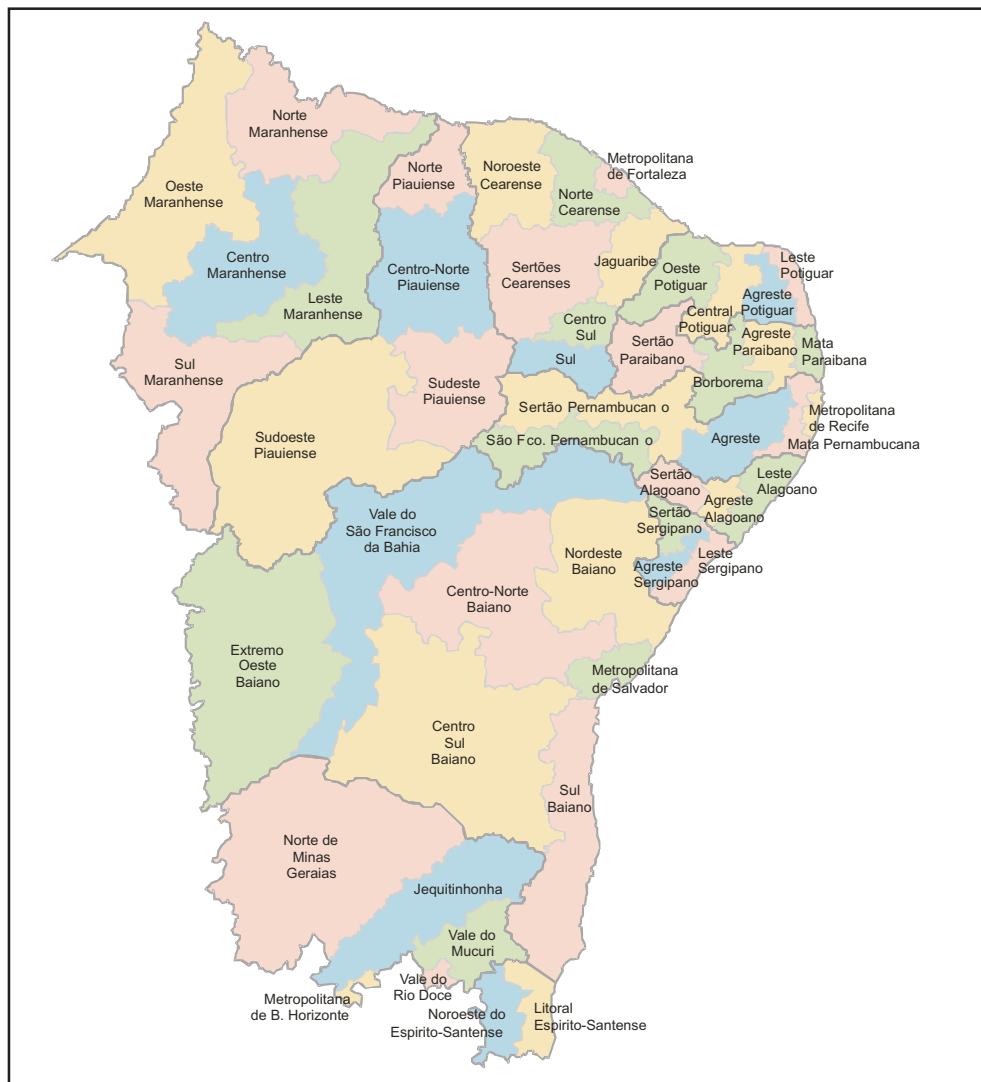 Norte
Maranhense
Oeste
Maranhense
Centro
Maranhense
Leste
Maranhense
Sul
Maranhense
Norte
Piauiense
Centro-Norte
Piauiense
Sudeste
Piauiense
Sudoeste
Piauiense
Noroeste
Cearense
Norte
Cearense
Metropolitana
de Fortaleza
Sertões
Cearenses
Jaguaribe
Centro
Sul
Sul
Oeste
Potiguar
Central
Potiguar
Agreste
Potiguar
Leste
Potiguar
Sertão
Paraibano
Borborema
Agreste
Paraibano
Mata
Paraibana
Sertão Pernambucan o
São Fco. Pernambucan o
Agreste
Metropolitana
de Recife
Mata Pernambucana
Sertão
Alagoano
Agreste
Alagoano
Leste
Alagoano
Sertão
Sergipano
Agreste
Sergipano
Leste
Sergipano
Vale do
São Francisco
da Bahia
Nordeste
Baiano
Centro-Norte
Baiano
Extremo
Oeste
Baiano
Metropolitana
de Salvador
Centro
Sul
Baiano
Sul
Baiano
Norte de
Minas
Geraias
Jequitinhonha
Vale do
Mucuri
Vale do
Rio Doce
Metropolitana
de B. Horizonte
Noroeste do
Espirito-Santense
Litoral
Espirito-Santense